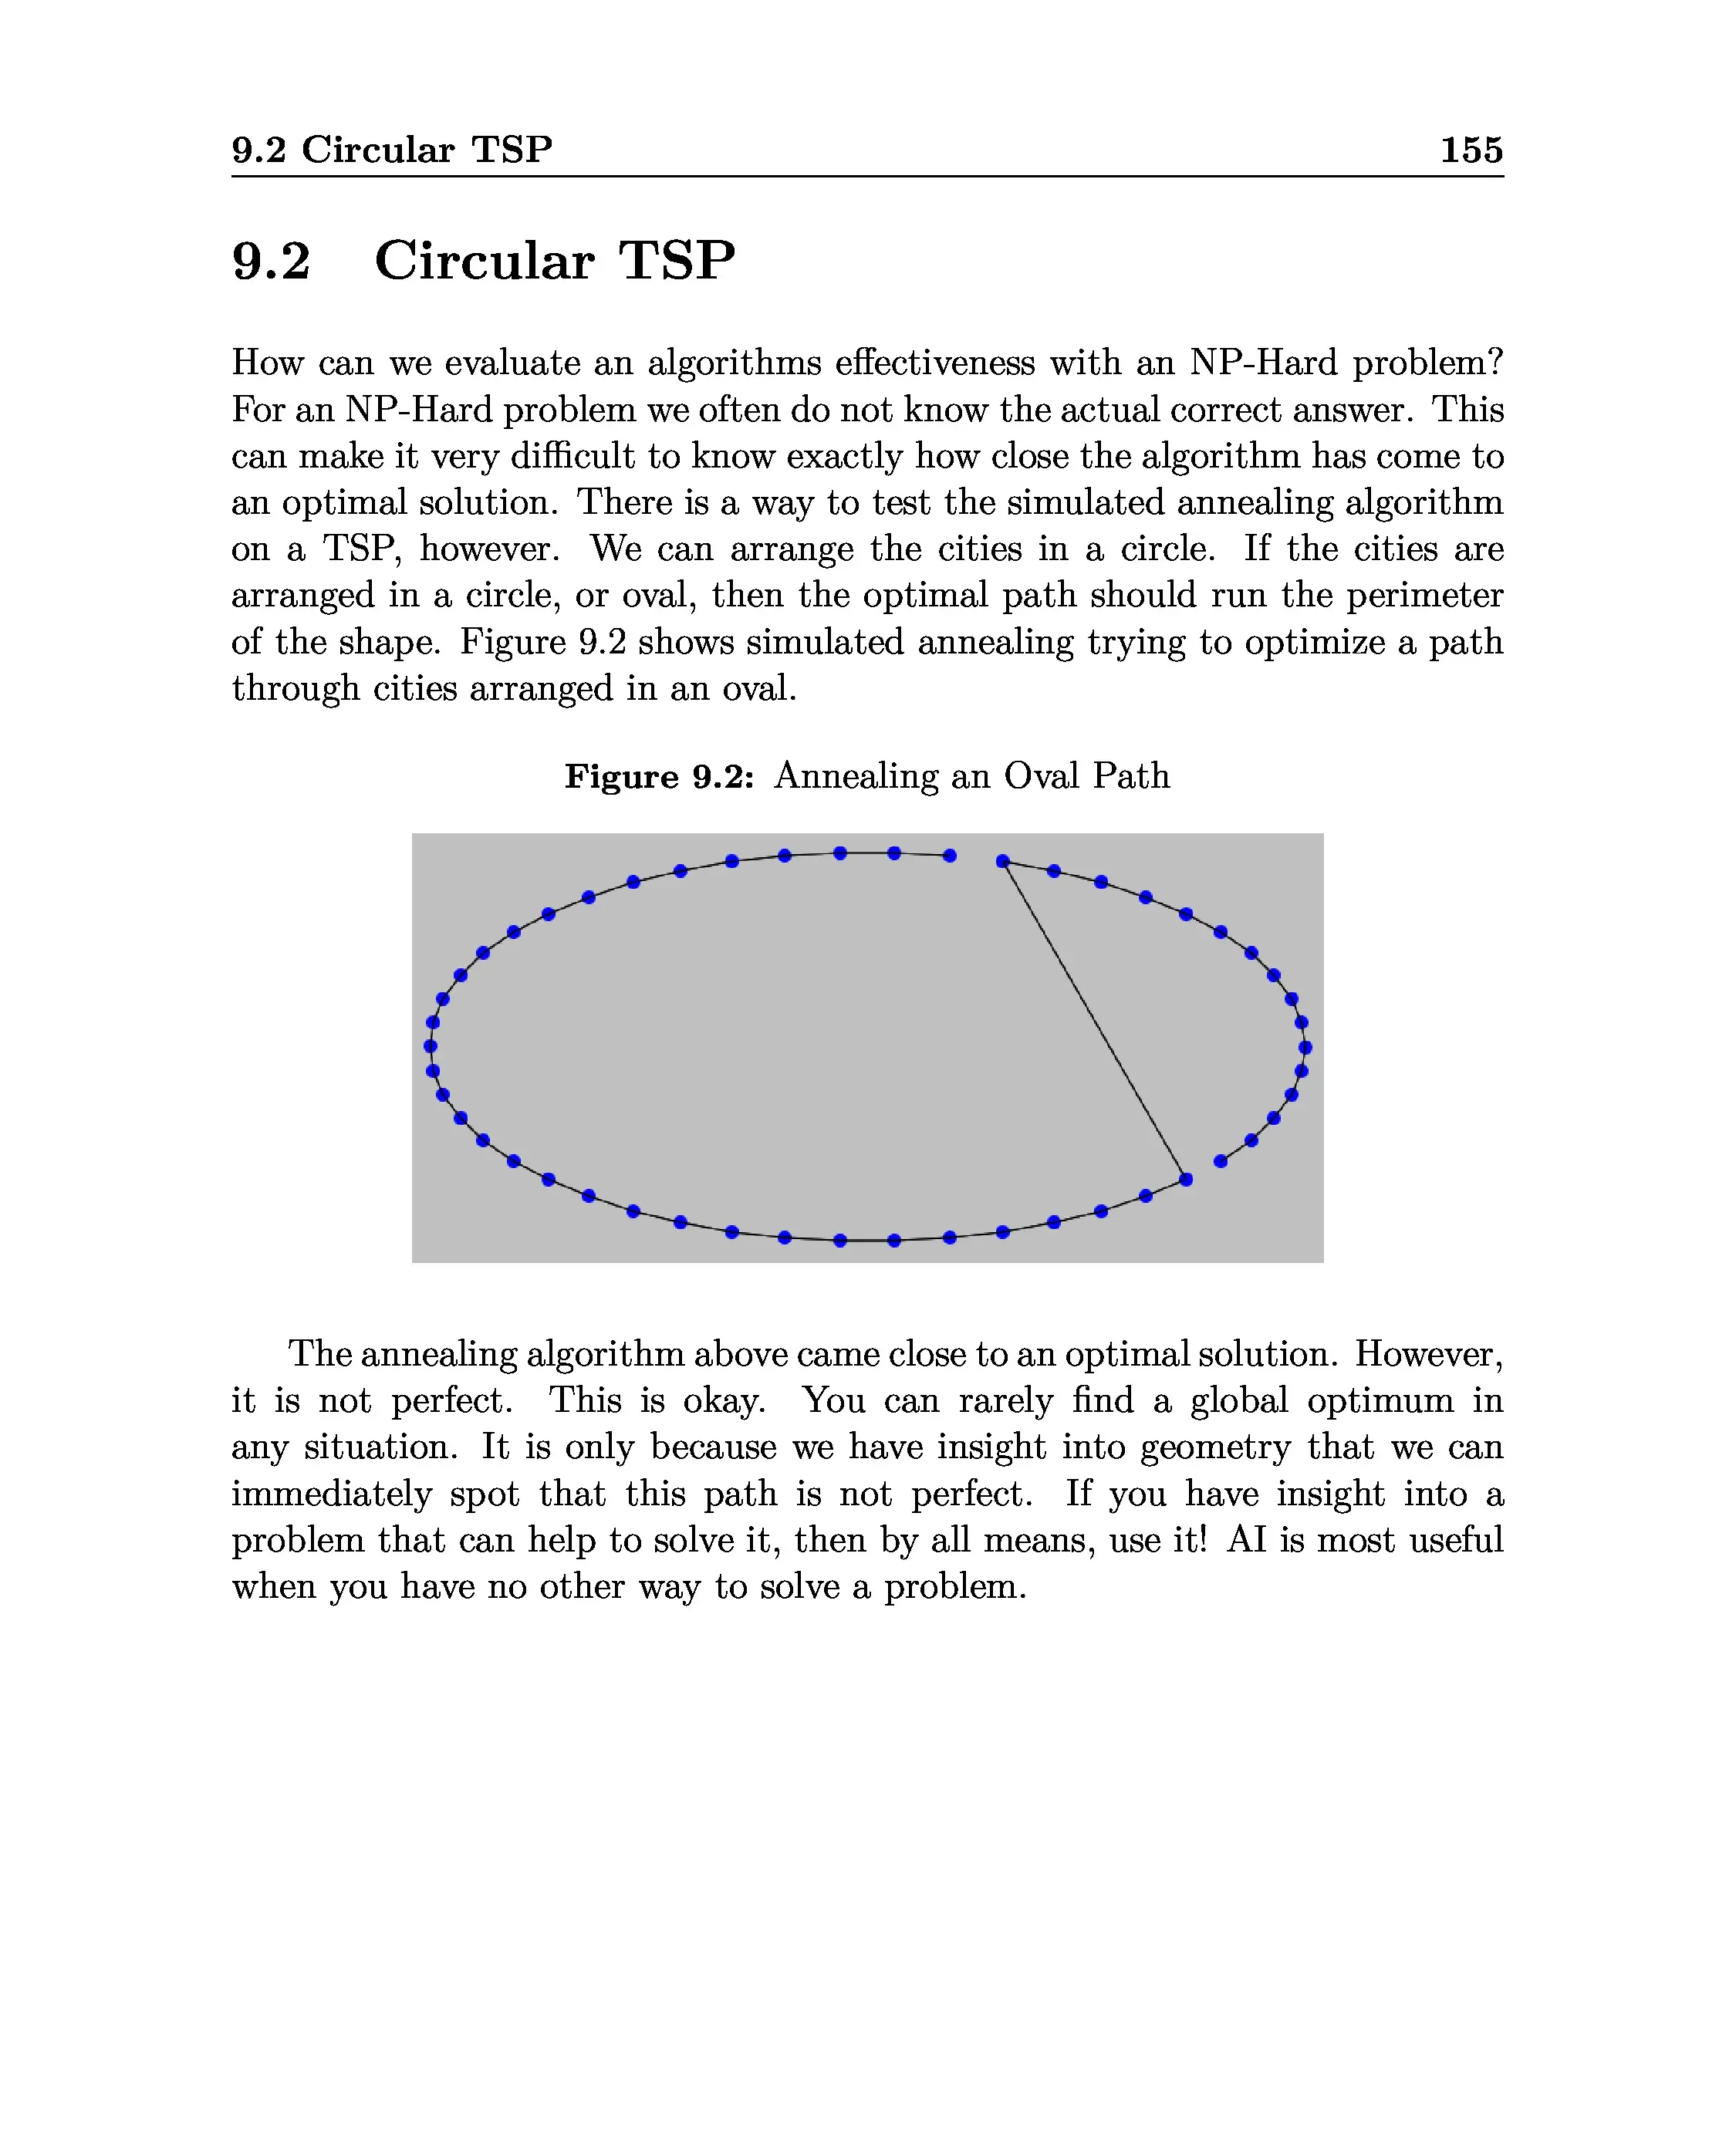 9.2 Circular TSP 155
9.2 Circular TSP
How can we evaluate an algorithms effectiveness with an NP-Hard problem?
For an NP-Hard problem we often do not know the actual correct answer. This
can make it very difficult to know exactly how close the algorithm has come to
an optimal solution. There is a way to test the simulated annealing algorithm
on a TSP, however. We can arrange the cities in a circle. If the cities are
arranged in a circle, or oval, then the optimal path should run the perimeter
of the shape. Figure 9.2 shows simulated annealing trying to optimize a path
through cities arranged in an oval.
Figure 9.2: Annealing an Oval Path
The annealing algorithm above came close to an optimal solution. However,
it is not perfect. This is okay. You can rarely find a global optimum in
any situation. It is only because we have insight into geometry that we can
immediately spot that this path is not perfect. If you have insight into a
problem that can help to solve it, then by all means, use it! AI is most useful
when you have no other way to solve a problem.